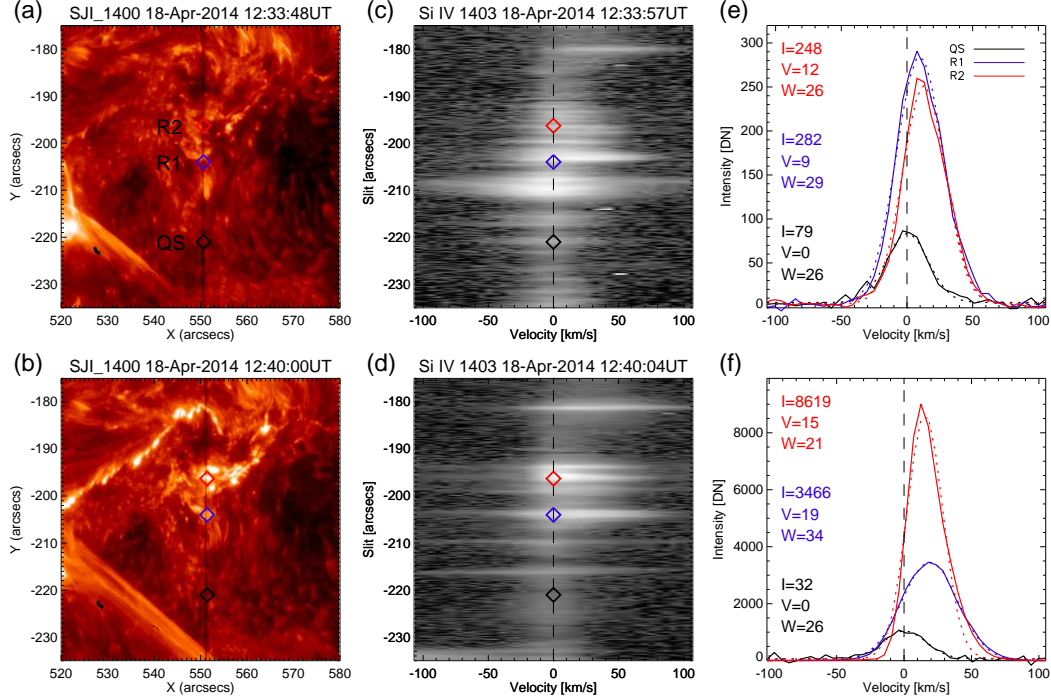 (a) SJI_1400 18-Apr-2014 12:33:48UT
-180
-190
-200
-210
-220
-230
Y (arcsecs)
R2
R1
QS
520 530 540 550 560 570 580
X (arcsecs)
(c) Si IV 1403 18-Apr-2014 12:33:57UT
-180
-190
-200
-210
-220
-230
Slit [arcsec]
-100 -50 0 50 100
Velocity [km/s]
(e)
300
250
200
150
100
50
0
Intensity [DN]
I=248
V=12
W=26
I=282
V=9
W=29
I=79
V=0
W=26
QS
R1
R2
-100 -50 0 50 100
Velocity [km/s]
(b) SJI_1400 18-Apr-2014 12:40:00UT
-180
-190
-200
-210
-220
-230
Y (arcsecs)
520 530 540 550 560 570 580
X (arcsecs)
(d) Si IV 1403 18-Apr-2014 12:40:04UT
-180
-190
-200
-210
-220
-230
Slit [arcsec]
-100 -50 0 50 100
Velocity [km/s]
(f)
8000
6000
4000
2000
0
Intensity [DN]
I=8619
V=15
W=21
I=3466
V=19
W=34
I=32
V=0
W=26
-100 -50 0 50 100
Velocity [km/s]